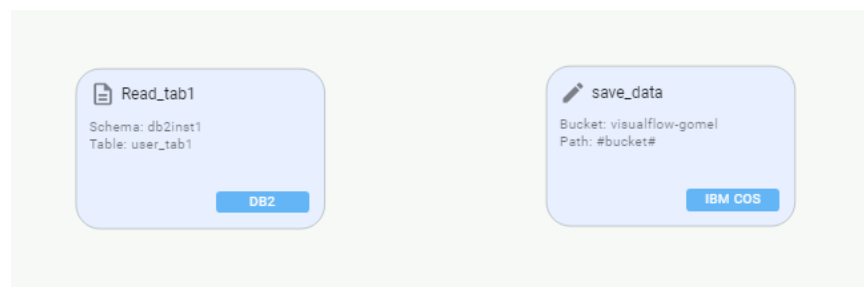 Read_tab1
Schema: db2inst1
Table: user_tab1
DB2
save_data
Bucket: visualflow-gomel
Path: #bucket#
IBM COS